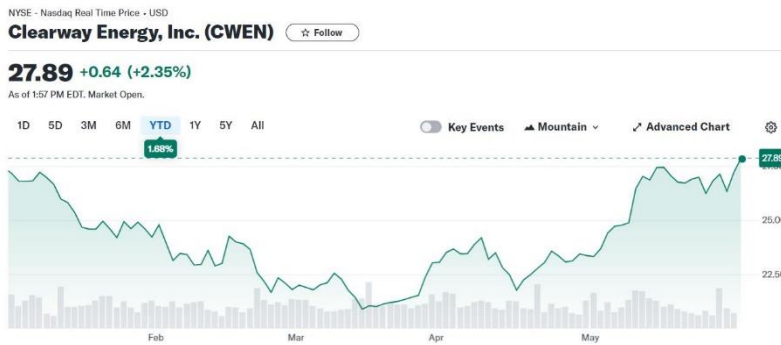 NYSE - Nasdaq Real Time Price • USD
Clearway Energy, Inc. (CWEN) ☆ Follow
27.89 +0.64 (+2.35%)
As of 1:57 PM EDT. Market Open.
1D 5D 3M 6M YTD 1Y 5Y All Key Events Mountain Advanced Chart
1.68%
27.89
25.00
22.50
Feb Mar Apr May